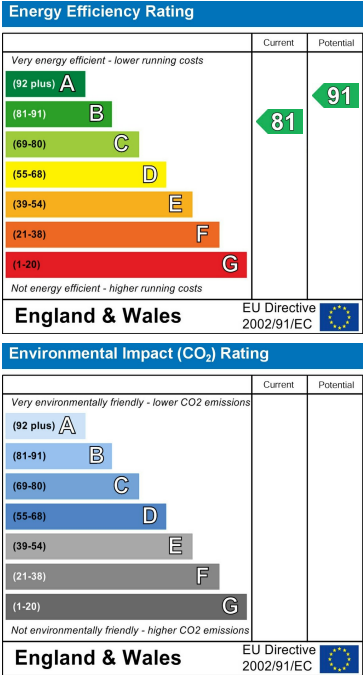 Energy Efficiency Rating
Current Potential
Very energy efficient - lower running costs
(92 plus) A
(81-91) B
(69-80) C
(55-68) D
(39-54) E
(21-38) F
(1-20) G
81
91
Not energy efficient - higher running costs
England & Wales
EU Directive
2002/91/EC
Environmental Impact (CO₂) Rating
Current Potential
Very environmentally friendly - lower CO2 emissions
(92 plus) A
(81-91) B
(69-80) C
(55-68) D
(39-54) E
(21-38) F
(1-20) G
Not environmentally friendly - higher CO2 emissions
England & Wales
EU Directive
2002/91/EC